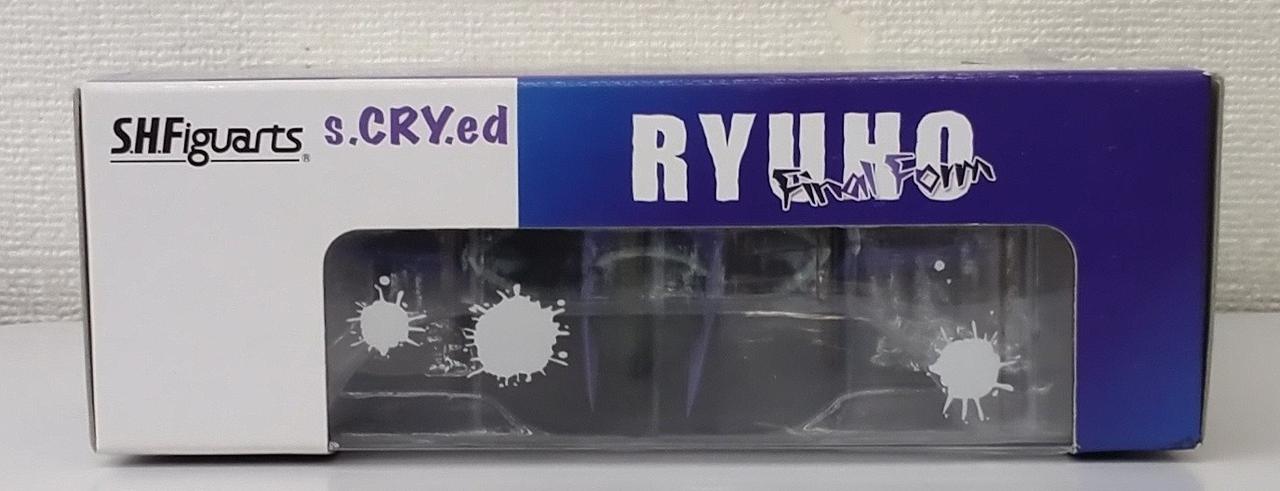 S.H.Figuarts®
s.CRY.ed
RYUHO
Final Form